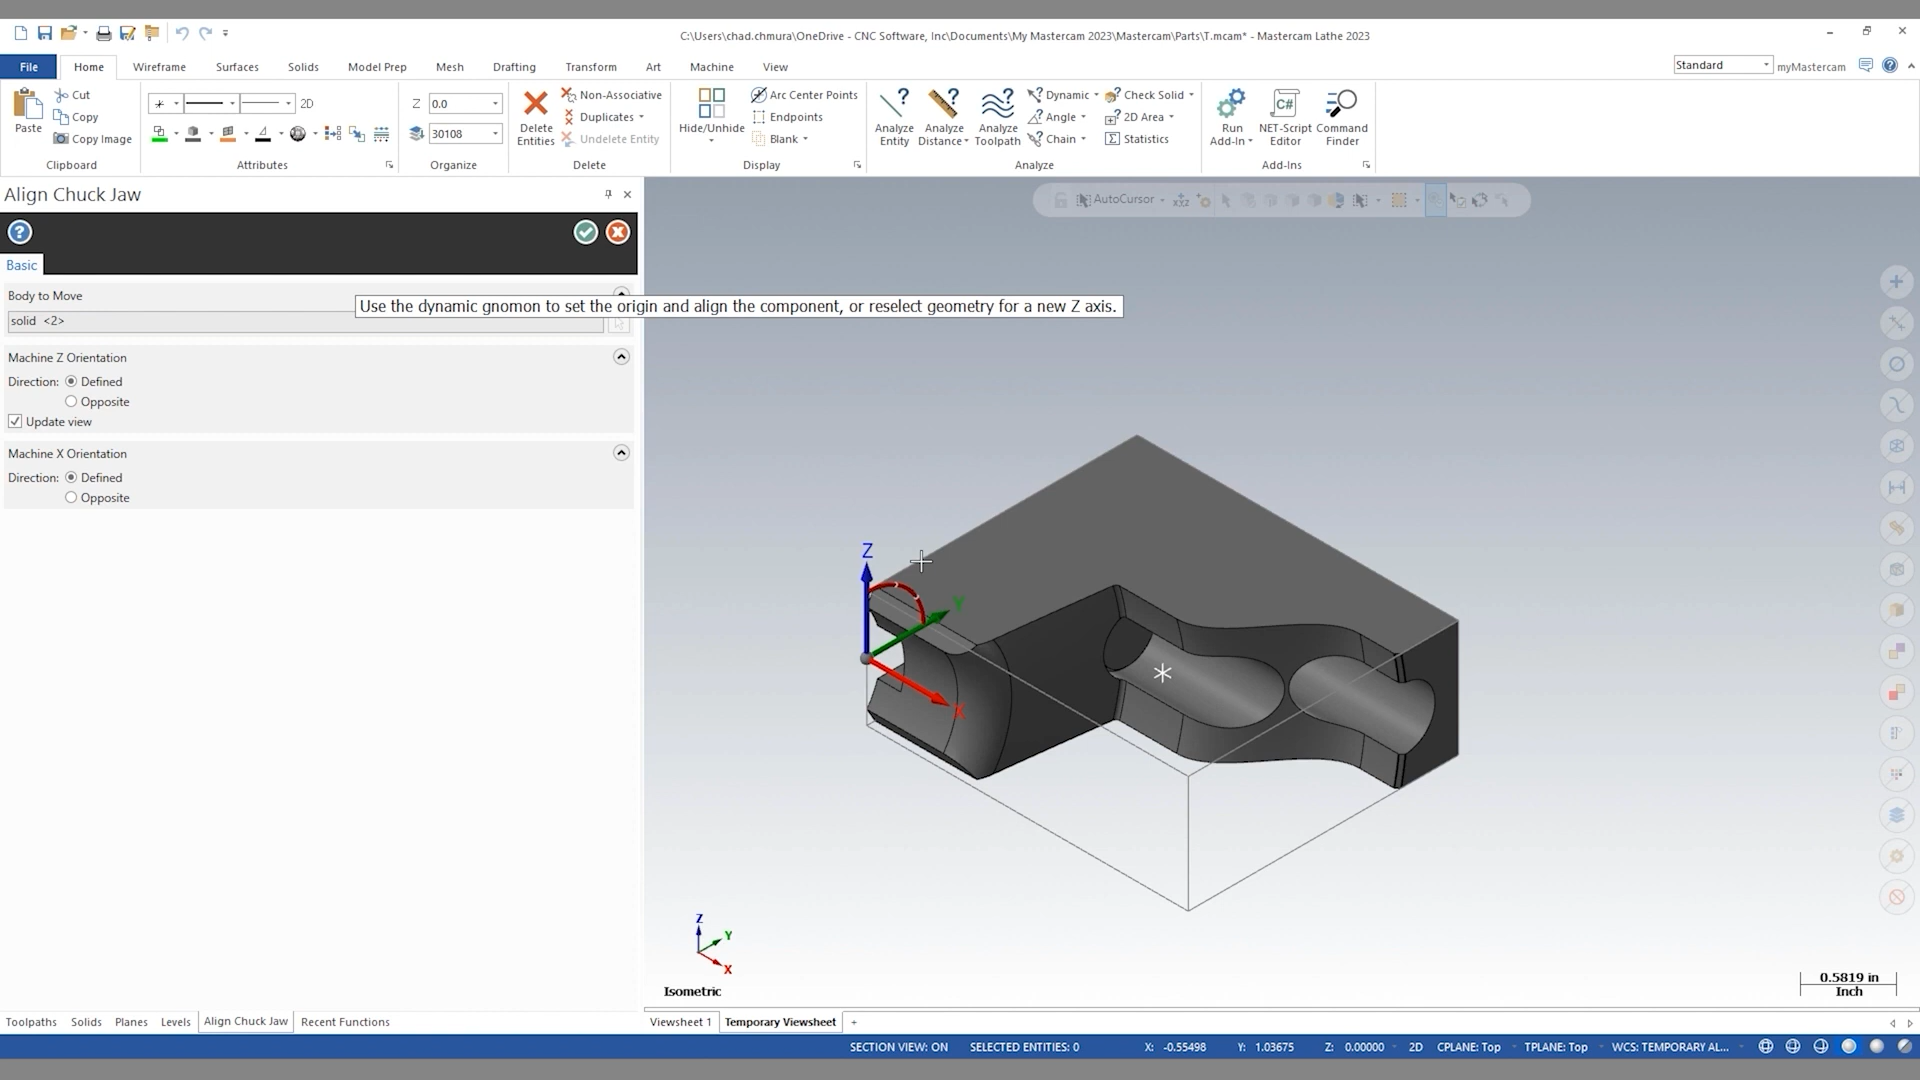 C:\Users\chad.chmura\OneDrive - CNC Software, Inc\Documents\My Mastercam 2023\Mastercam\Parts\T.mcam* - Mastercam Lathe 2023
File Home Wireframe Surfaces Solids Model Prep Mesh Drafting Transform Art Machine View Standard myMastercam
Paste
Cut
Copy
Copy Image
Clipboard
2D
Attributes
Z 0.0
30108
Organize
Delete
Entities
Non-Associative
Duplicates
Undelete Entity
Delete
Hide/Unhide
Arc Center Points
Endpoints
Blank
Display
Analyze
Entity
Analyze
Distance
Analyze
Toolpath
Dynamic
Angle
Chain
Check Solid
2D Area
Statistics
Analyze
Run
Add-In
C#
NET-Script
Editor
Command
Finder
Add-Ins
Align Chuck Jaw
Basic
Body to Move
solid <2>
Machine Z Orientation
Direction: Defined
Opposite
Update view
Machine X Orientation
Direction: Defined
Opposite
AutoCursor
Use the dynamic gnomon to set the origin and align the component, or reselect geometry for a new Z axis.
Z
Y
X
Z
Y
X
Isometric
0.5819 in
Inch
Toolpaths Solids Planes Levels Align Chuck Jaw Recent Functions
Viewsheet 1 Temporary Viewsheet +
SECTION VIEW: ON SELECTED ENTITIES: 0 X: -0.55498 Y: 1.03675 Z: 0.00000 2D CPLANE: Top TPLANE: Top WCS: TEMPORARY AL...